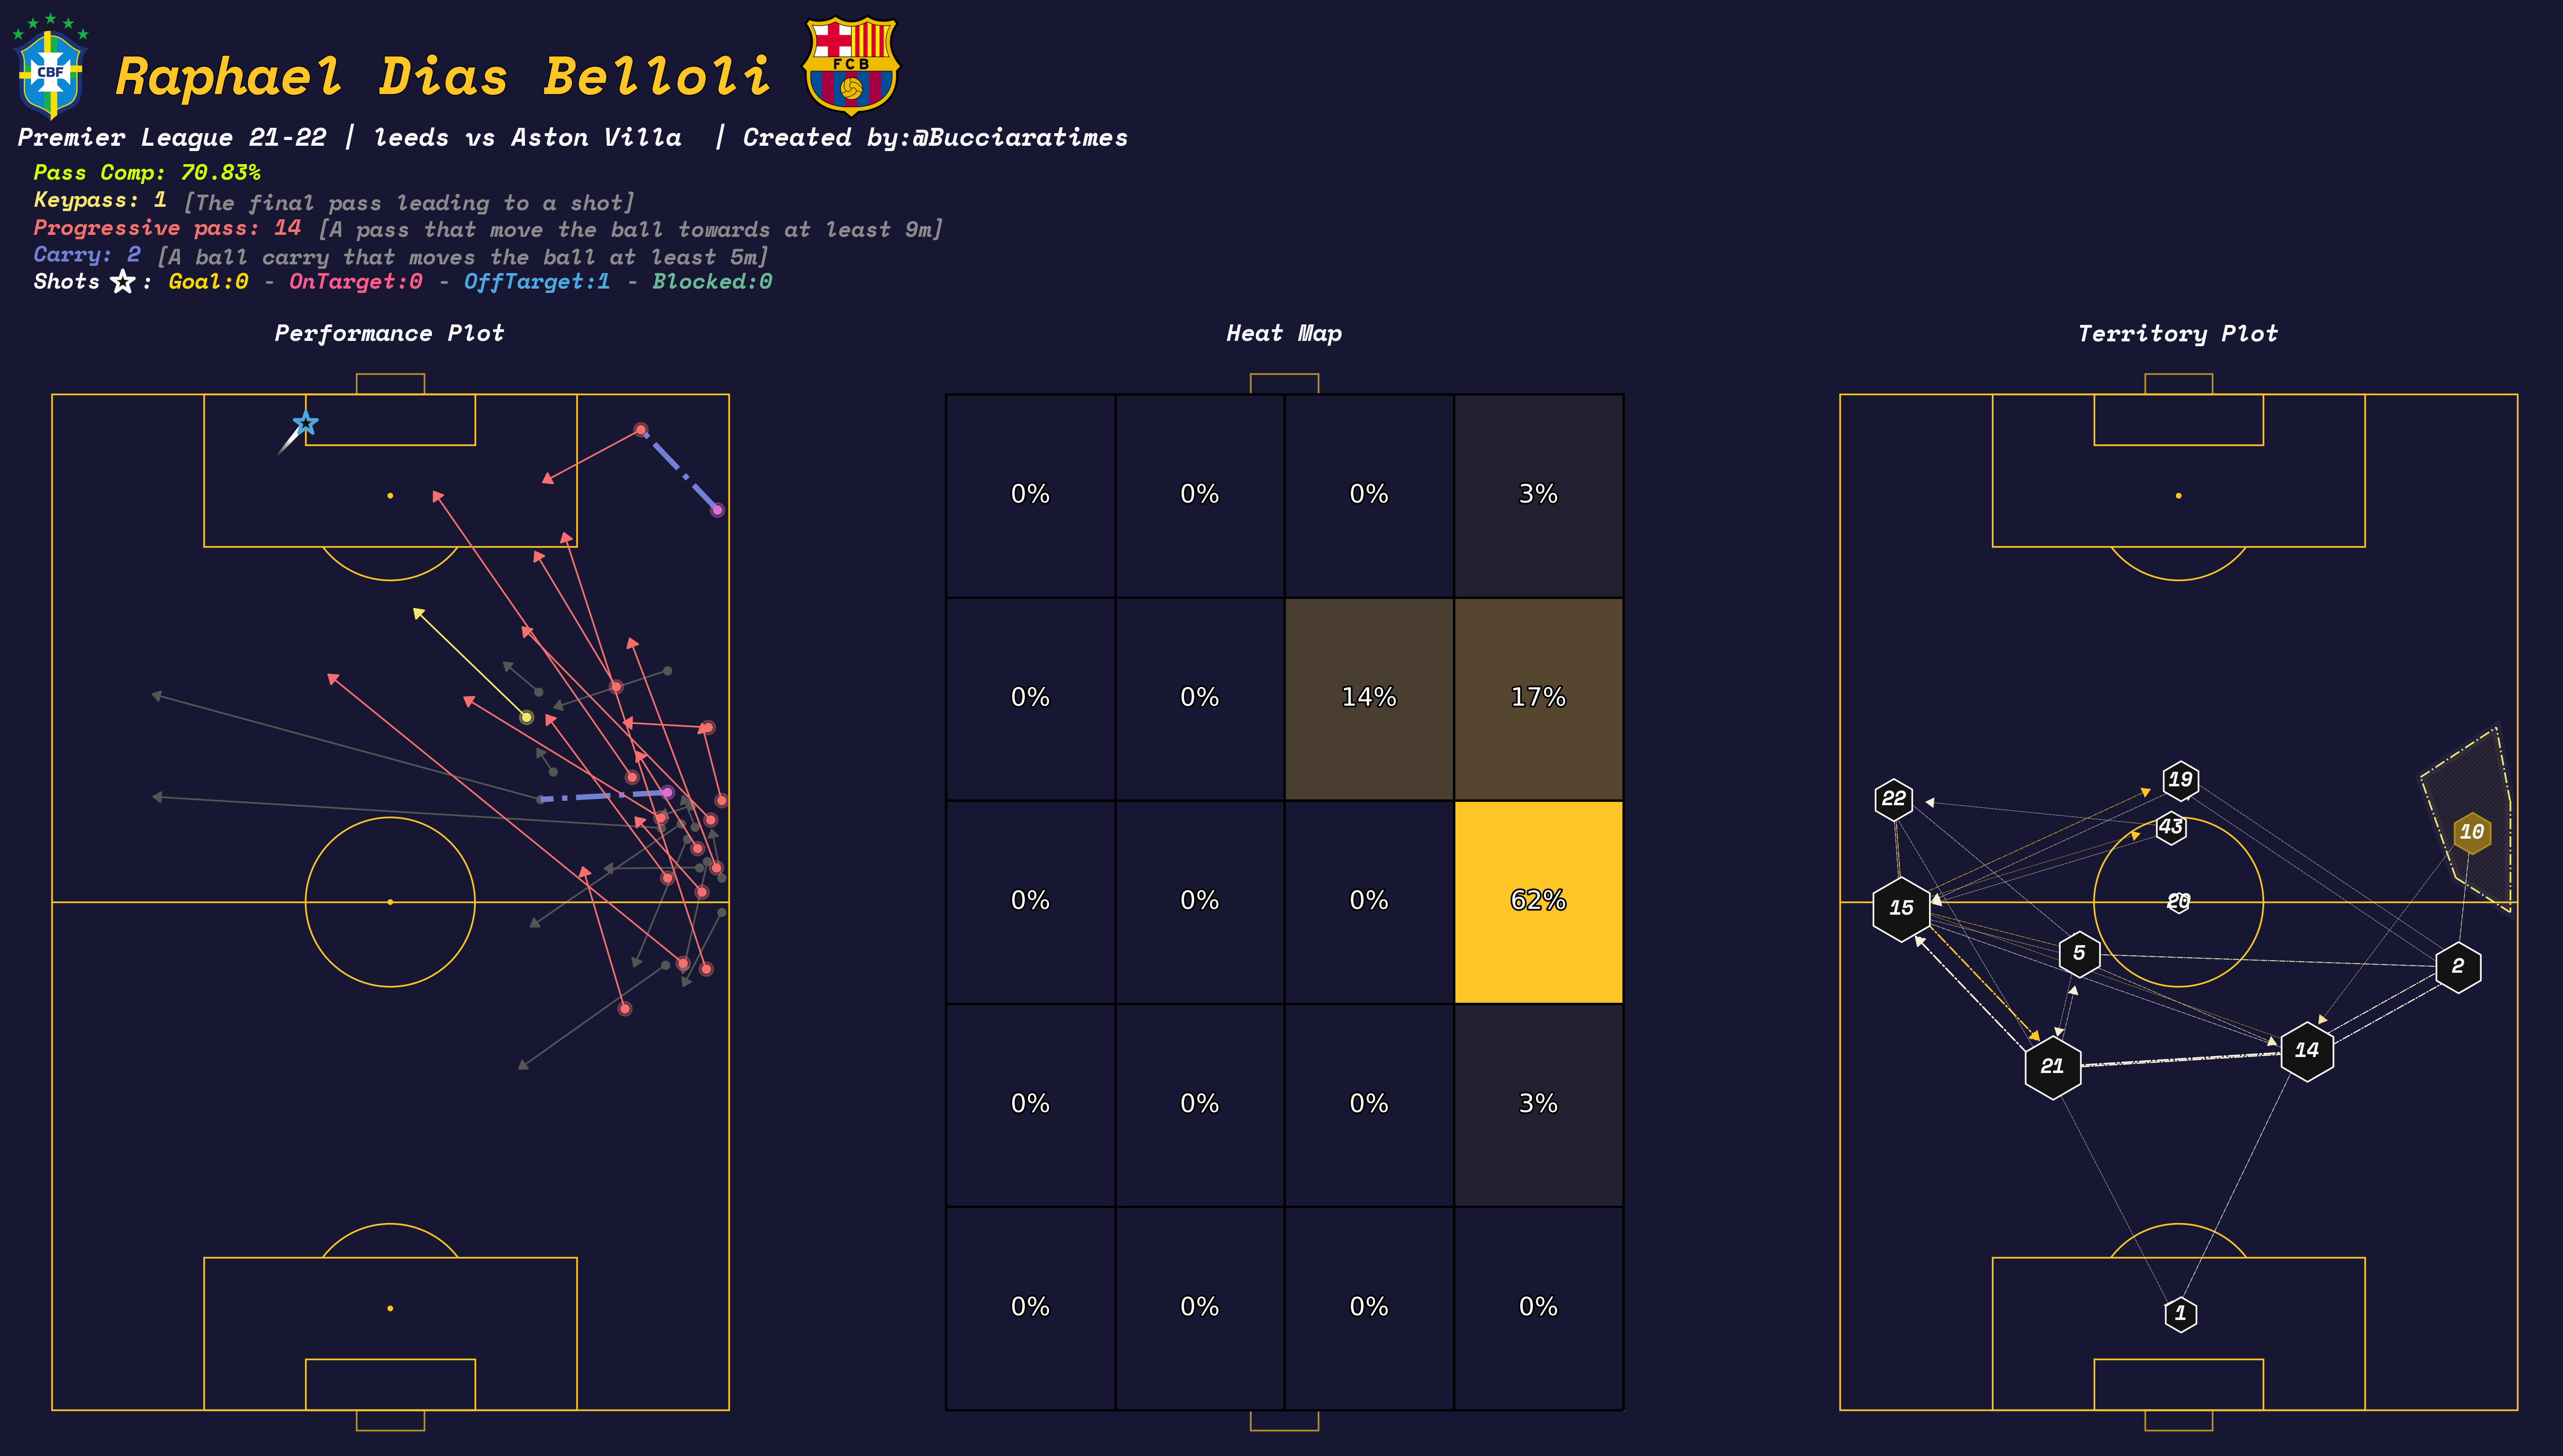 CBF
Raphael Dias Belloli
FCB
Premier League 21-22 | leeds vs Aston Villa | Created by:@Bucciaratimes
Pass Comp: 70.83%
Keypass: 1 [The final pass leading to a shot]
Progressive pass: 14 [A pass that move the ball towards at least 9m]
Carry: 2 [A ball carry that moves the ball at least 5m]
Shots : Goal:0 - OnTarget:0 - OffTarget:1 - Blocked:0
Performance Plot
Heat Map
0% 0% 0% 3%
0% 0% 14% 17%
0% 0% 0% 62%
0% 0% 0% 3%
0% 0% 0% 0%
Territory Plot
19
22
43
10
15
5
2
14
21
1